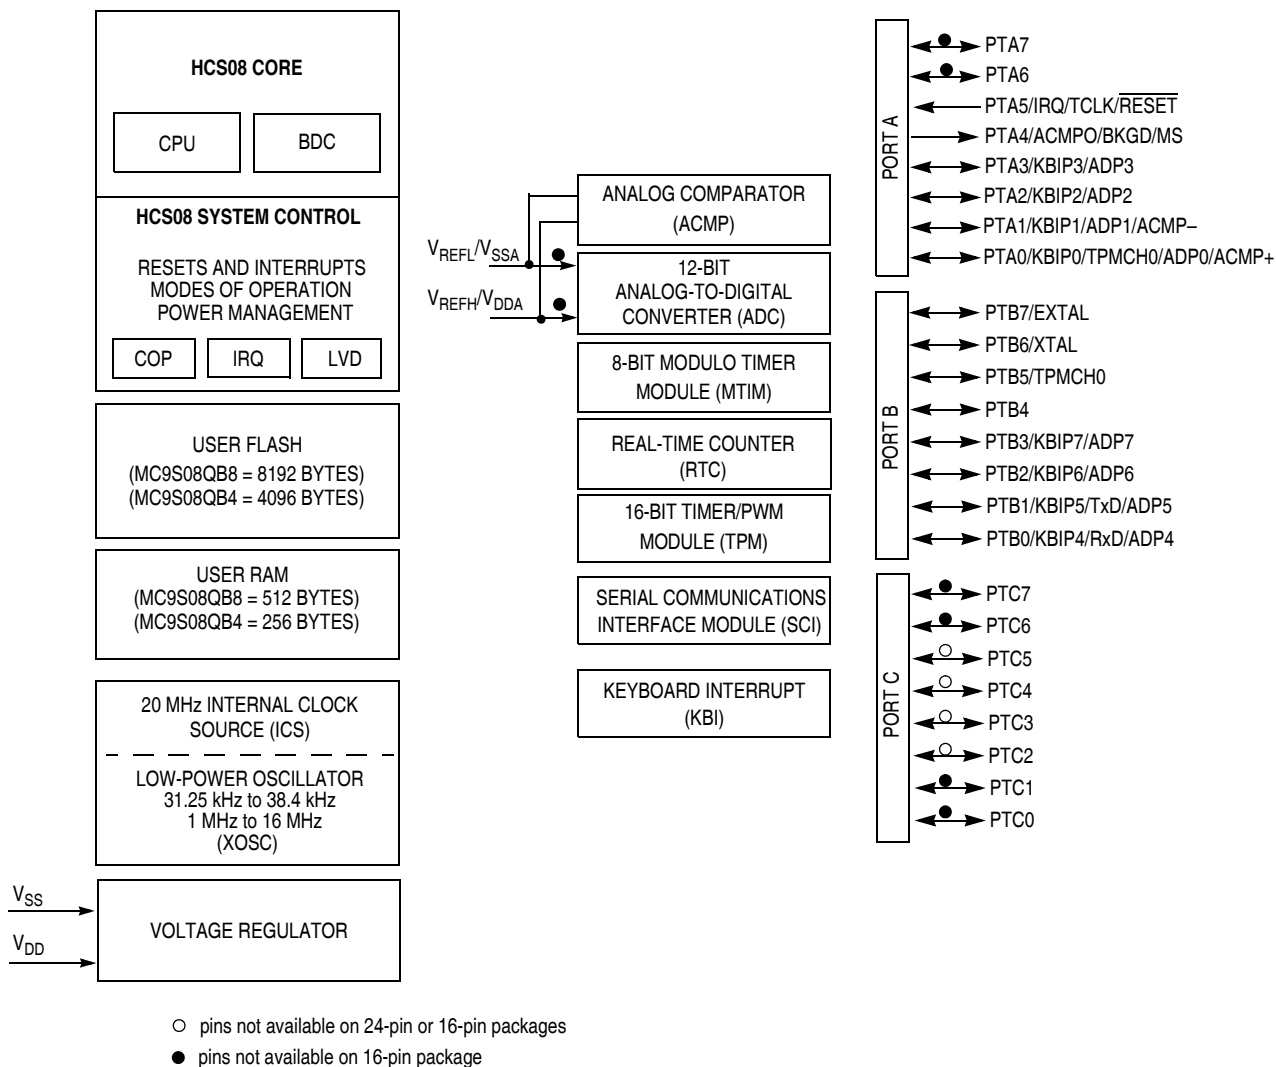 HCS08 CORE
CPU
BDC
HCS08 SYSTEM CONTROL
RESETS AND INTERRUPTS
MODES OF OPERATION
POWER MANAGEMENT
COP
IRQ
LVD
USER FLASH
(MC9S08QB8 = 8192 BYTES)
(MC9S08QB4 = 4096 BYTES)
USER RAM
(MC9S08QB8 = 512 BYTES)
(MC9S08QB4 = 256 BYTES)
20 MHz INTERNAL CLOCK
SOURCE (ICS)
LOW-POWER OSCILLATOR
31.25 kHz to 38.4 kHz
1 MHz to 16 MHz
(XOSC)
VSS
VDD
VOLTAGE REGULATOR
VREFL/VSSA
VREFH/VDDA
ANALOG COMPARATOR
(ACMP)
12-BIT
ANALOG-TO-DIGITAL
CONVERTER (ADC)
8-BIT MODULO TIMER
MODULE (MTIM)
REAL-TIME COUNTER
(RTC)
16-BIT TIMER/PWM
MODULE (TPM)
SERIAL COMMUNICATIONS
INTERFACE MODULE (SCI)
KEYBOARD INTERRUPT
(KBI)
PORT A
PTA7
PTA6
PTA5/IRQ/TCLK/RESET
PTA4/ACMPO/BKGD/MS
PTA3/KBIP3/ADP3
PTA2/KBIP2/ADP2
PTA1/KBIP1/ADP1/ACMP–
PTA0/KBIP0/TPMCH0/ADP0/ACMP+
PORT B
PTB7/EXTAL
PTB6/XTAL
PTB5/TPMCH0
PTB4
PTB3/KBIP7/ADP7
PTB2/KBIP6/ADP6
PTB1/KBIP5/TxD/ADP5
PTB0/KBIP4/RxD/ADP4
PORT C
PTC7
PTC6
PTC5
PTC4
PTC3
PTC2
PTC1
PTC0
pins not available on 24-pin or 16-pin packages
pins not available on 16-pin package